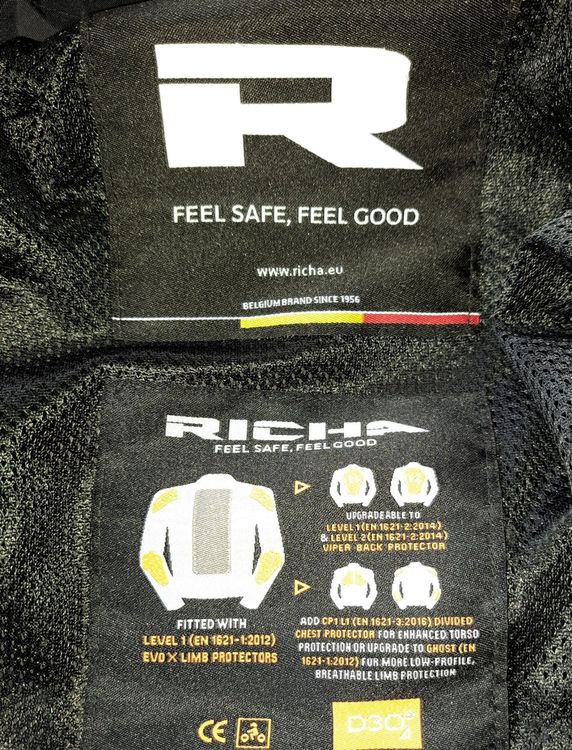 R
FEEL SAFE, FEEL GOOD
www.richa.eu
BELGIUM BRAND SINCE 1956
RICHA
FEEL SAFE, FEEL GOOD
FITTED WITH
LEVEL 1 (EN 1621-1:2012)
EVO X LIMB PROTECTORS
UPGRADEABLE TO
LEVEL 1 (EN 1621-2:2014)
& LEVEL 2 (EN 1621-2:2014)
VIPER BACK PROTECTOR
ADD CP1 L1 (EN 1621-3:2016) DIVIDED
CHEST PROTECTOR FOR ENHANCED TORSO
PROTECTION OR UPGRADE TO GHOST (EN
1621-1:2012) FOR MORE LOW-PROFILE,
BREATHABLE LIMB PROTECTION
CE
D3O